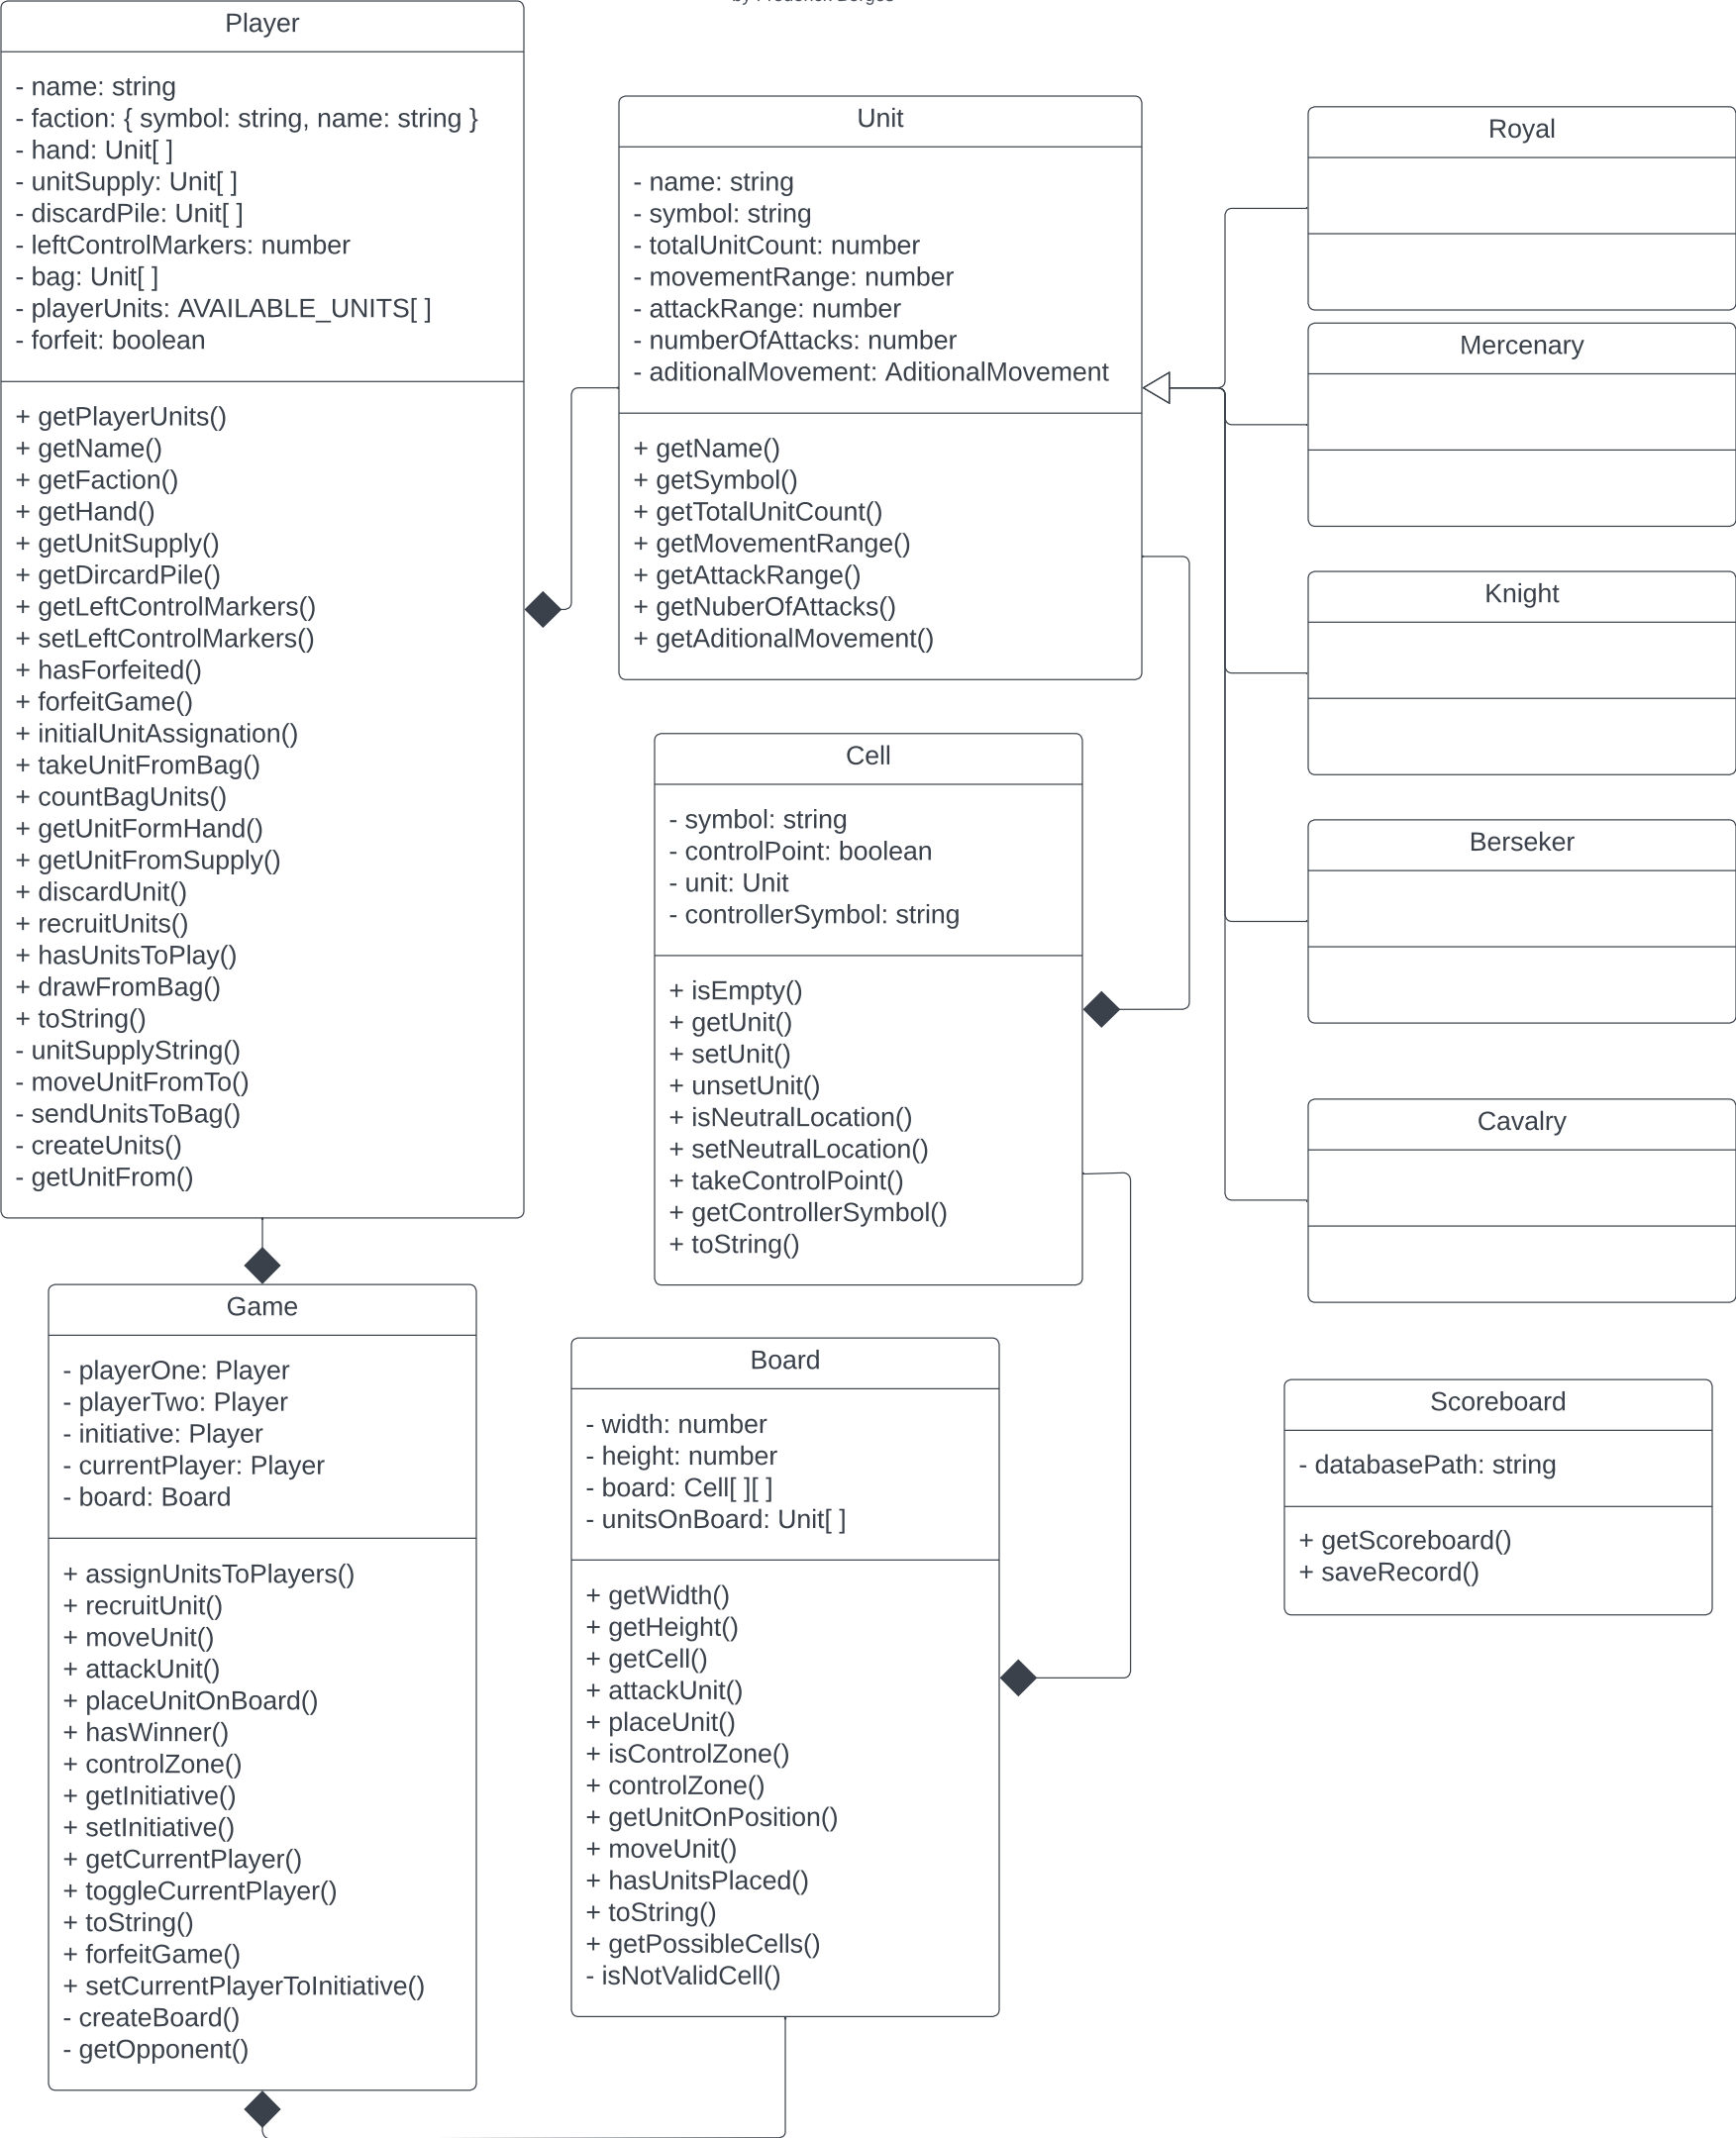 by Frederick Borges
Player
- name: string
- faction: { symbol: string, name: string }
- hand: Unit[ ]
- unitSupply: Unit[ ]
- discardPile: Unit[ ]
- leftControlMarkers: number
- bag: Unit[ ]
- playerUnits: AVAILABLE_UNITS[ ]
- forfeit: boolean
+ getPlayerUnits()
+ getName()
+ getFaction()
+ getHand()
+ getUnitSupply()
+ getDircardPile()
+ getLeftControlMarkers()
+ setLeftControlMarkers()
+ hasForfeited()
+ forfeitGame()
+ initialUnitAssignation()
+ takeUnitFromBag()
+ countBagUnits()
+ getUnitFormHand()
+ getUnitFromSupply()
+ discardUnit()
+ recruitUnits()
+ hasUnitsToPlay()
+ drawFromBag()
+ toString()
- unitSupplyString()
- moveUnitFromTo()
- sendUnitsToBag()
- createUnits()
- getUnitFrom()
Unit
- name: string
- symbol: string
- totalUnitCount: number
- movementRange: number
- attackRange: number
- numberOfAttacks: number
- aditionalMovement: AditionalMovement
+ getName()
+ getSymbol()
+ getTotalUnitCount()
+ getMovementRange()
+ getAttackRange()
+ getNuberOfAttacks()
+ getAditionalMovement()
Royal
Mercenary
Knight
Berseker
Cavalry
Cell
- symbol: string
- controlPoint: boolean
- unit: Unit
- controllerSymbol: string
+ isEmpty()
+ getUnit()
+ setUnit()
+ unsetUnit()
+ isNeutralLocation()
+ setNeutralLocation()
+ takeControlPoint()
+ getControllerSymbol()
+ toString()
Game
- playerOne: Player
- playerTwo: Player
- initiative: Player
- currentPlayer: Player
- board: Board
+ assignUnitsToPlayers()
+ recruitUnit()
+ moveUnit()
+ attackUnit()
+ placeUnitOnBoard()
+ hasWinner()
+ controlZone()
+ getInitiative()
+ setInitiative()
+ getCurrentPlayer()
+ toggleCurrentPlayer()
+ toString()
+ forfeitGame()
+ setCurrentPlayerToInitiative()
- createBoard()
- getOpponent()
Board
- width: number
- height: number
- board: Cell[ ][ ]
- unitsOnBoard: Unit[ ]
+ getWidth()
+ getHeight()
+ getCell()
+ attackUnit()
+ placeUnit()
+ isControlZone()
+ controlZone()
+ getUnitOnPosition()
+ moveUnit()
+ hasUnitsPlaced()
+ toString()
+ getPossibleCells()
- isNotValidCell()
Scoreboard
- databasePath: string
+ getScoreboard()
+ saveRecord()